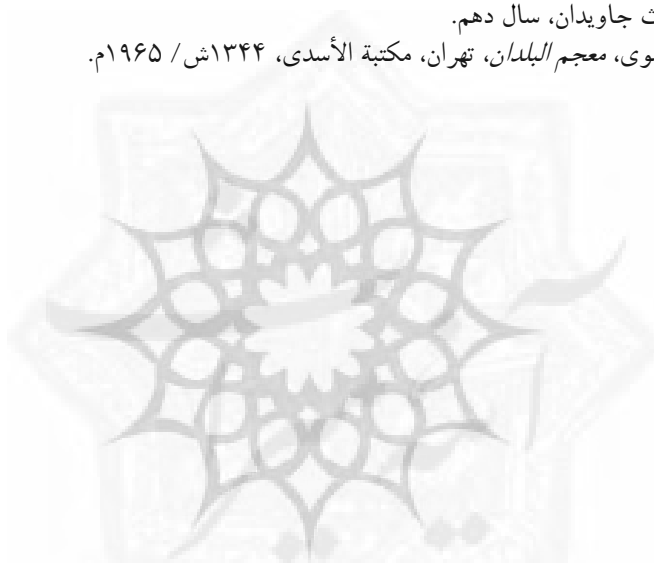 ث جاویدان، سال دهم.
وی، معجم البلدان، تهران، مکتبة الأسدی، ۱۳۴۴ش/ ۱۹۶۵م.